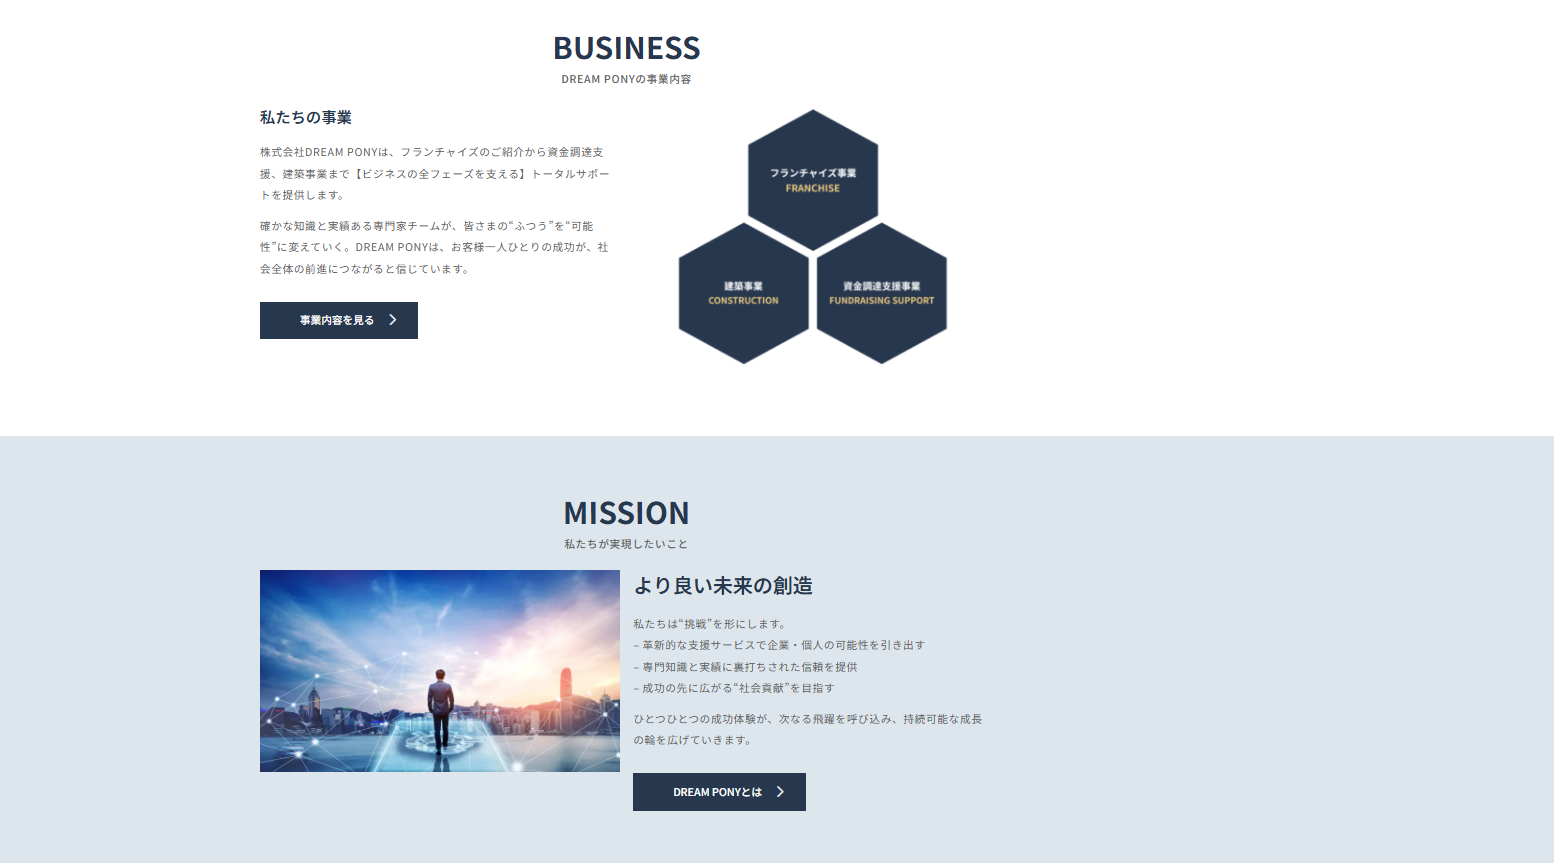 BUSINESS
DREAM PONYの事業内容
私たちの事業
株式会社DREAM PONYは、フランチャイズのご紹介から資金調達支
援、建築事業まで【ビジネスの全フェーズを支える】トータルサポー
トを提供します。
確かな知識と実績ある専門家チームが、皆さまの“ふつう”を“可能
性”に変えていく。DREAM PONYは、お客様一人ひとりの成功が、社
会全体の前進につながると信じています。
事業内容を見る
フランチャイズ事業
FRANCHISE
建築事業
CONSTRUCTION
資金調達支援事業
FUNDRAISING SUPPORT
MISSION
私たちが実現したいこと
より良い未来の創造
私たちは“挑戦”を形にします。
– 革新的な支援サービスで企業・個人の可能性を引き出す
– 専門知識と実績に裏打ちされた信頼を提供
– 成功の先に広がる“社会貢献”を目指す
ひとつひとつの成功体験が、次なる飛躍を呼び込み、持続可能な成長
の輪を広げていきます。
DREAM PONYとは